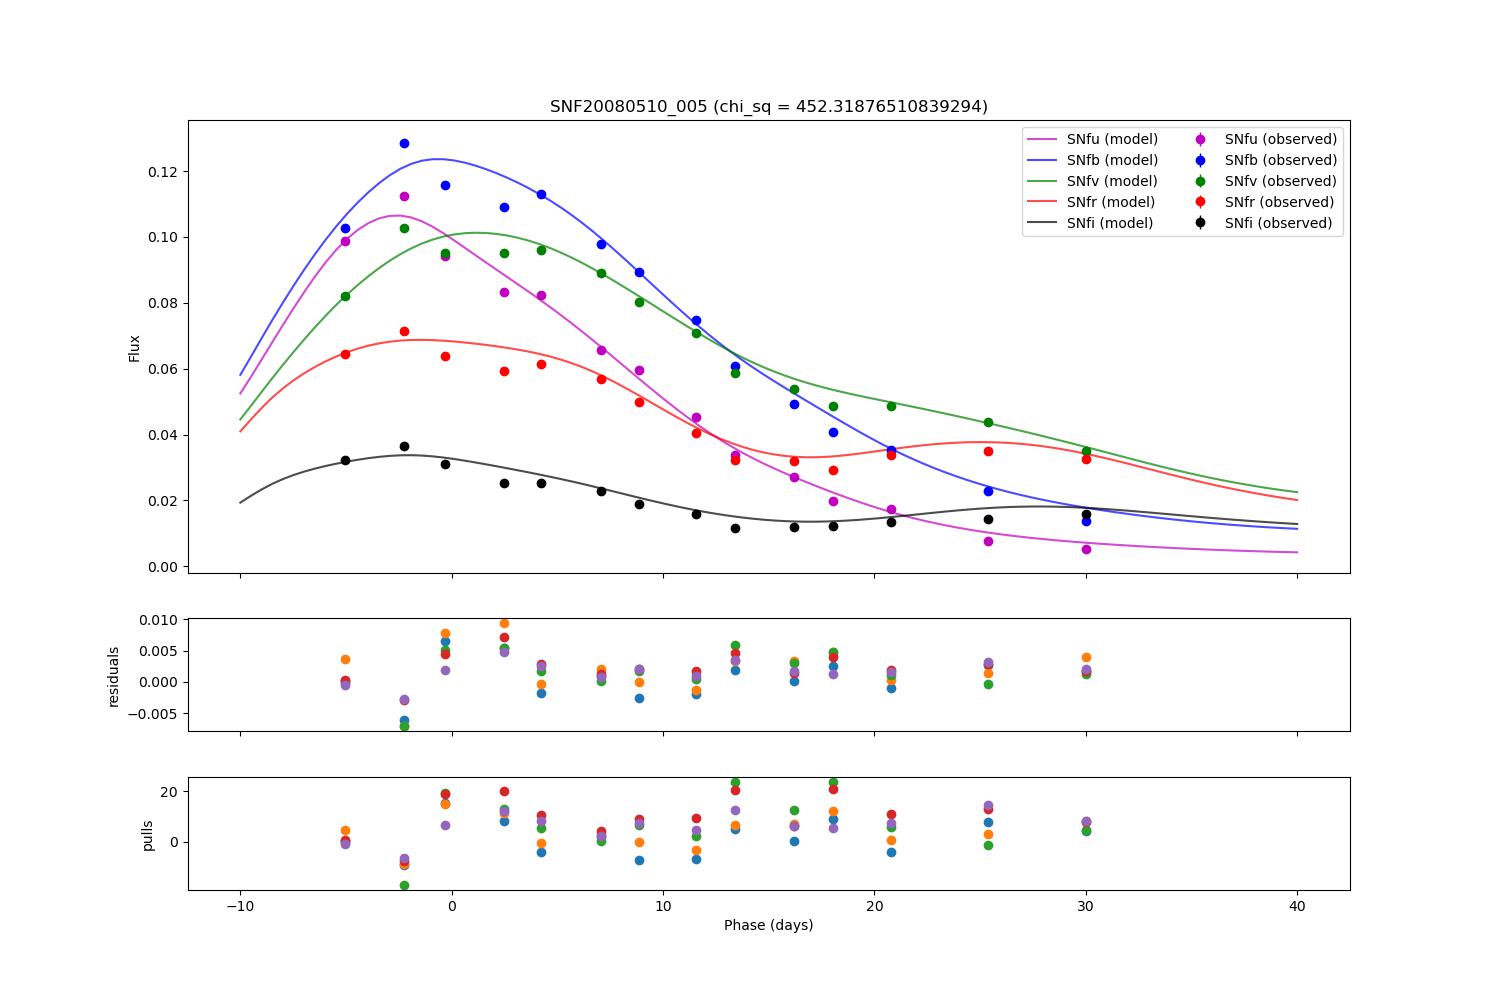 SNF20080510_005 (chi_sq = 452.31876510839294)
SNfu (model) SNfu (observed)
SNfb (model) SNfb (observed)
SNfv (model) SNfv (observed)
SNfr (model) SNfr (observed)
SNfi (model) SNfi (observed)
Flux
0.12
0.10
0.08
0.06
0.04
0.02
0.00
residuals
0.010
0.005
0.000
−0.005
pulls
20
0
−10 0 10 20 30 40
Phase (days)